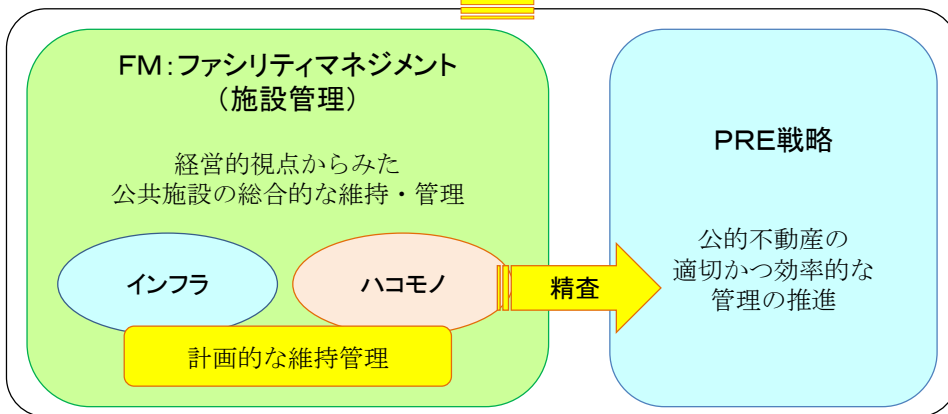 FM：ファシリティマネジメント
（施設管理）
経営的視点からみた
公共施設の総合的な維持・管理
インフラ
ハコモノ
計画的な維持管理
精査
PRE戦略
公的不動産の
適切かつ効率的な
管理の推進